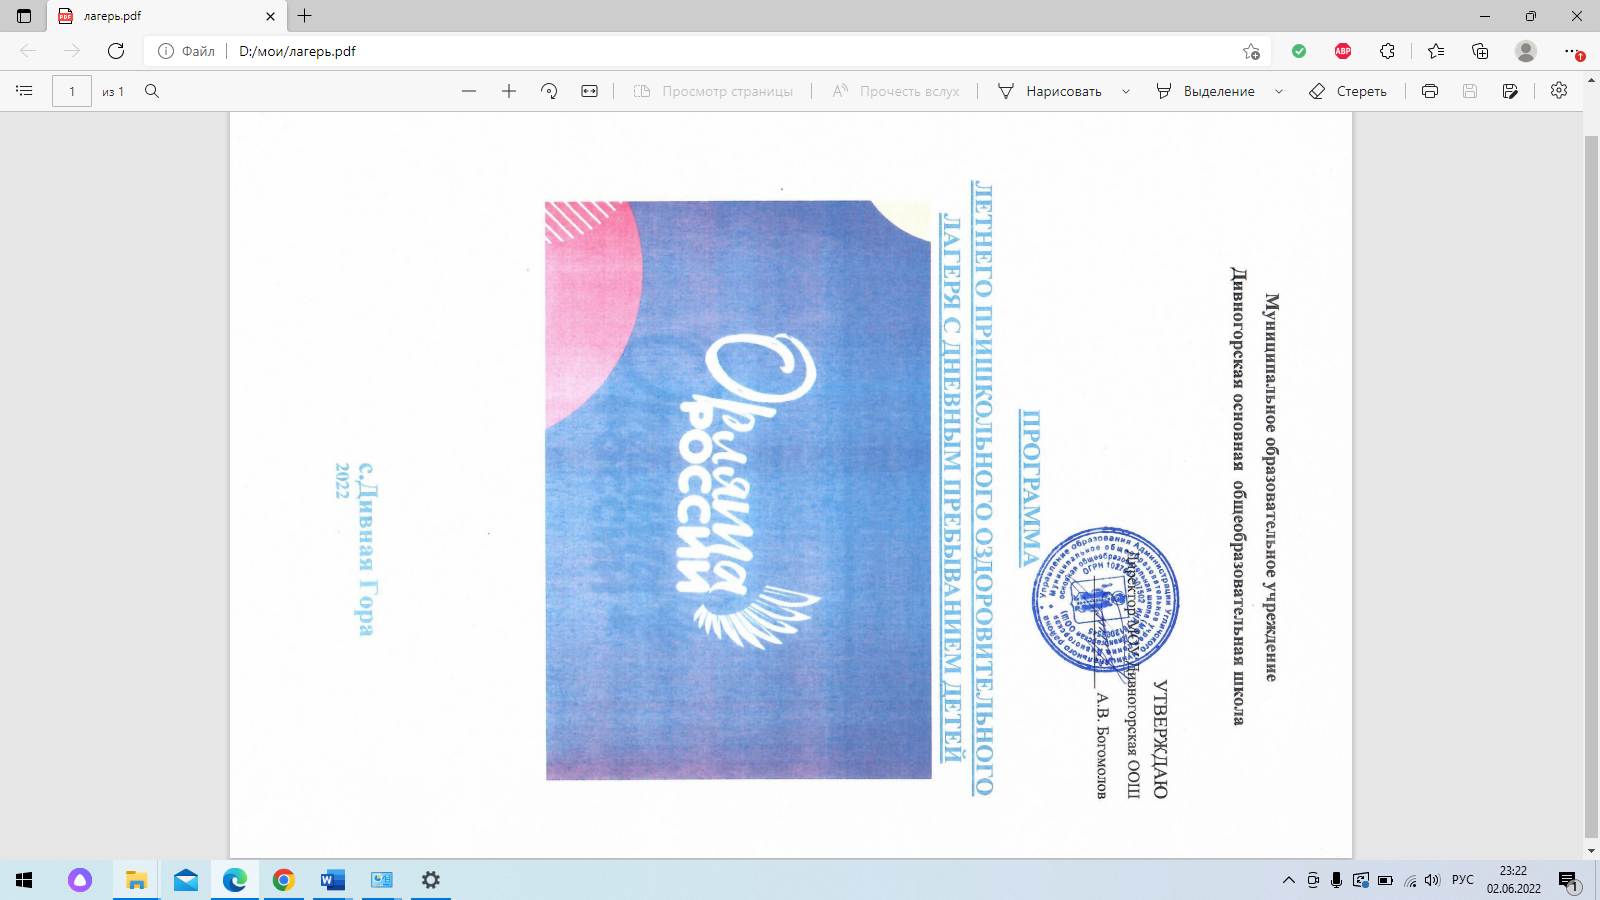 лагерь.pdf
Файл
D:/мои/лагерь.pdf
ABP
1
из 1
Просмотр страницы
Прочесть вслух
Нарисовать
Выделение
Стереть
Муниципальное образовательное учреждение
Дивногорская основная общеобразовательная школа
УТВЕРЖДАЮ
Директор МОУ Дивногорская ООШ
А.В. Богомолов
ПРОГРАММА
ЛЕТНЕГО ПРИШКОЛЬНОГО ОЗДОРОВИТЕЛЬНОГО
ЛАГЕРЯ С ДНЕВНЫМ ПРЕБЫВАНИЕМ ДЕТЕЙ
Орлята
россии
с.Дивная Гора
2022
РУС
23:22
02.06.2022
1